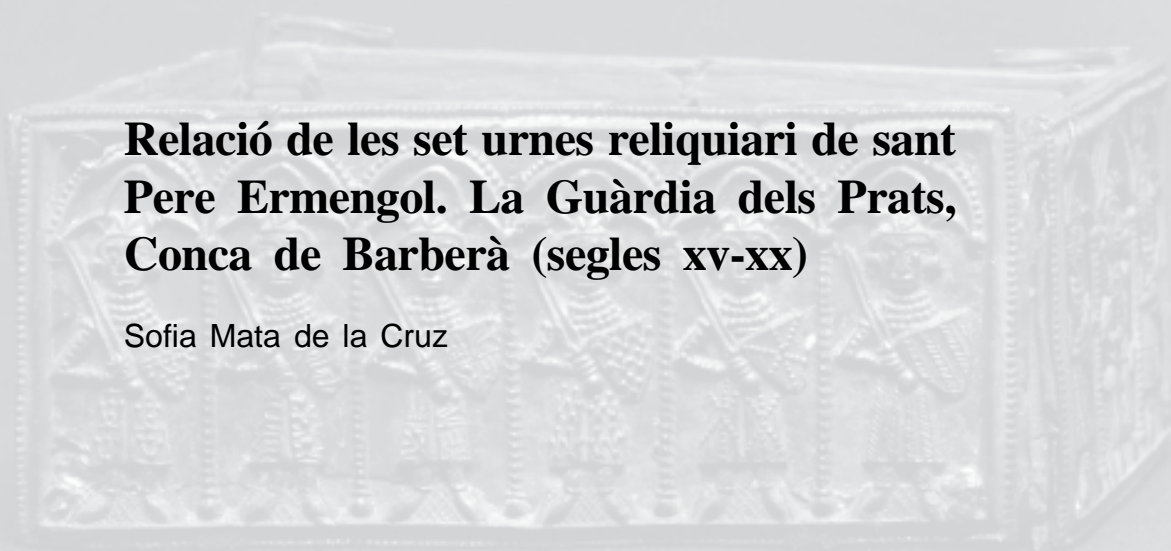 Relació de les set urnes reliquiari de sant
Pere Ermengol. La Guàrdia dels Prats,
Conca de Barberà (segles xv-xx)
Sofia Mata de la Cruz